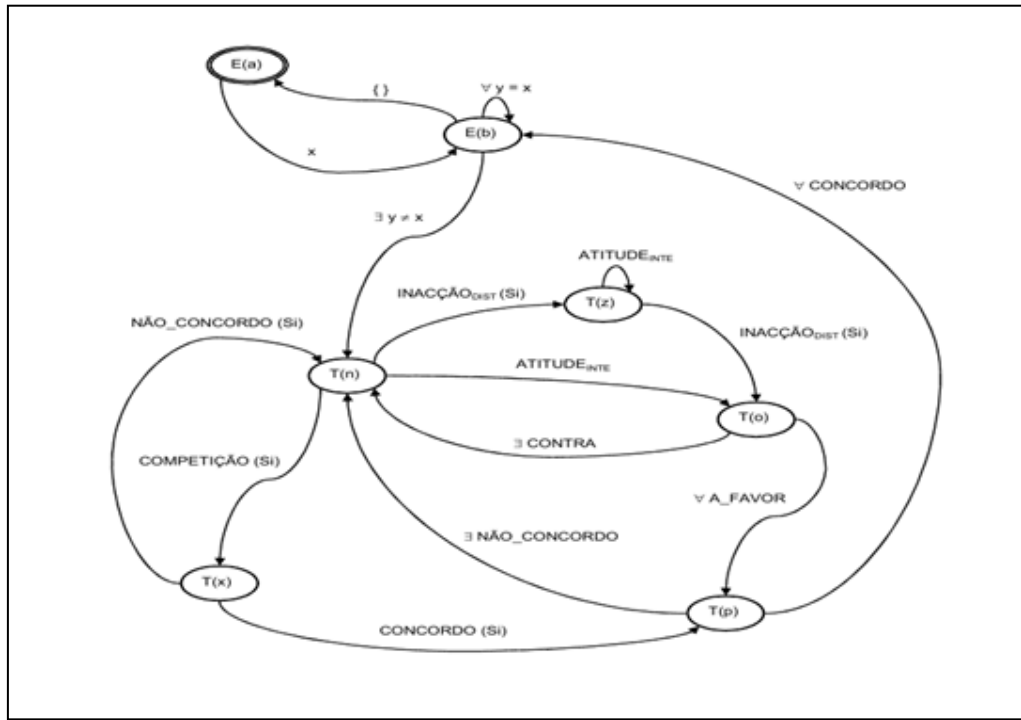 E(a)
{ }
∀ y = x
E(b)
x
∀ CONCORDO
∃ y ≠ x
ATITUDE_INTE
INACÇÃO_DIST (Si)
T(z)
NÃO_CONCORDO (Si)
INACÇÃO_DIST (Si)
ATITUDE_INTE
T(n)
T(o)
∃ CONTRA
COMPETIÇÃO (Si)
∀ A_FAVOR
∃ NÃO_CONCORDO
T(x)
T(p)
CONCORDO (Si)